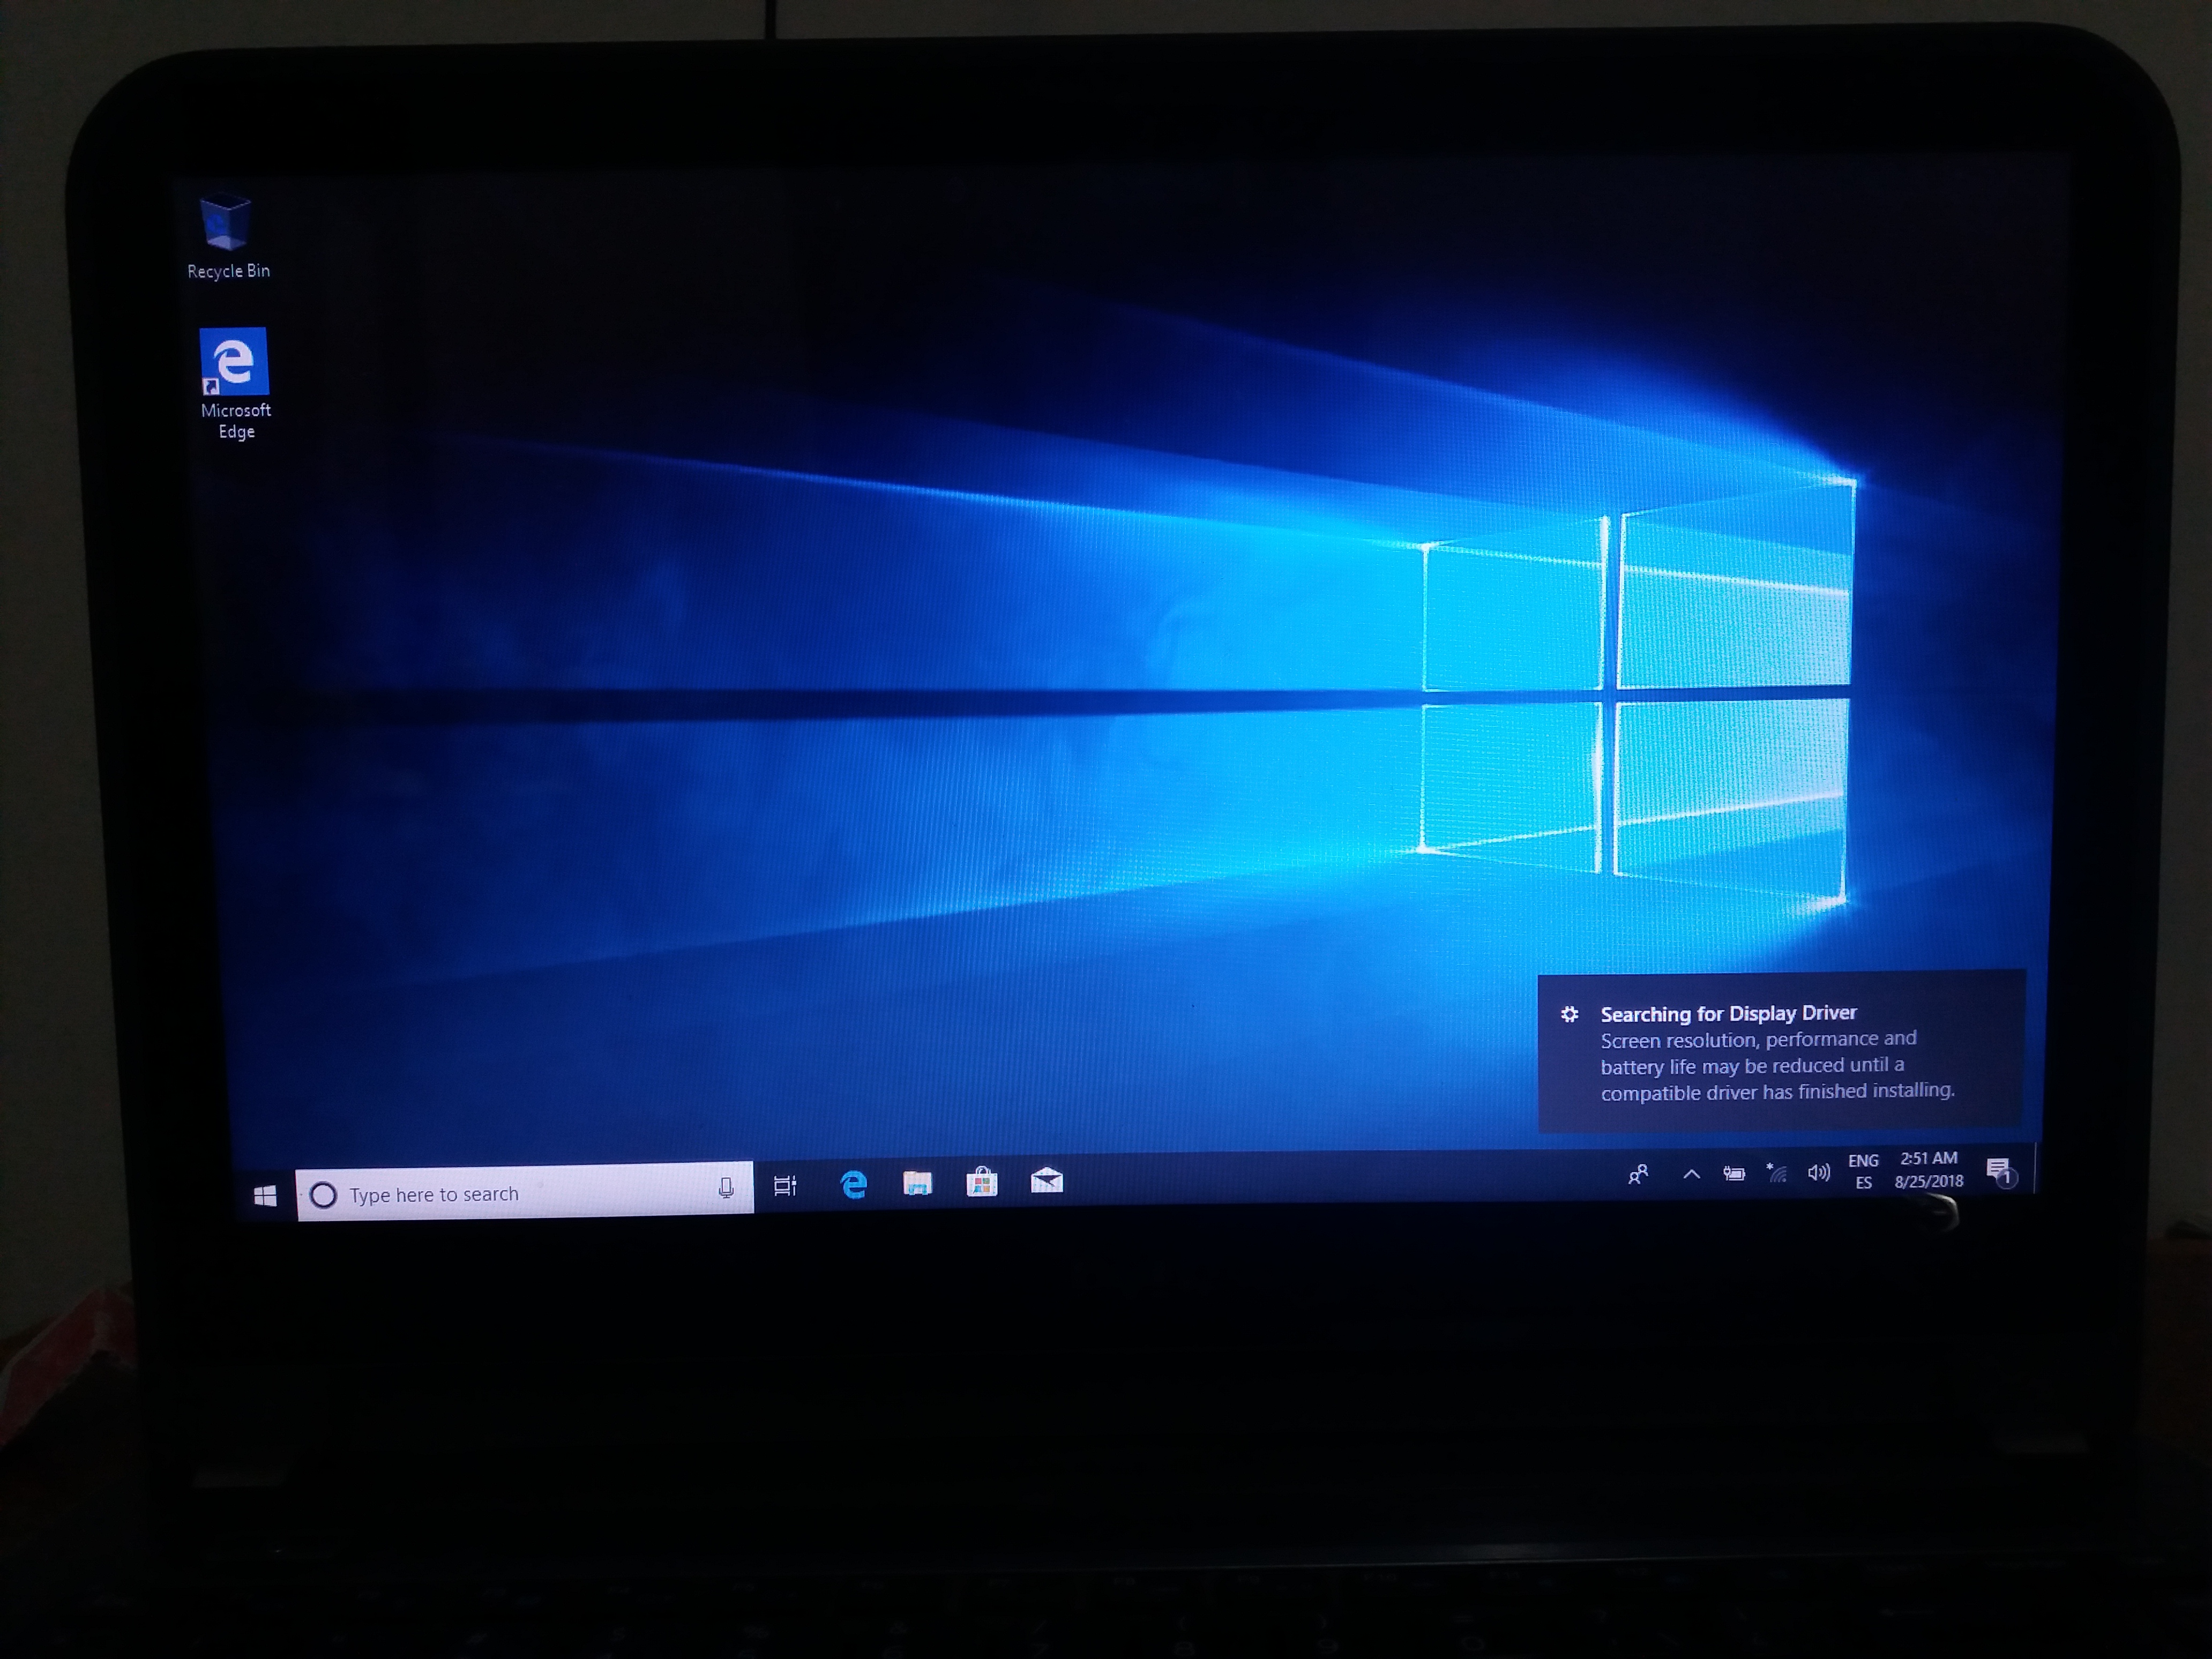 Recycle Bin
Microsoft
Edge
Searching for Display Driver
Screen resolution, performance and
battery life may be reduced until a
compatible driver has finished installing.
Type here to search
ENG
ES
2:51 AM
8/25/2018
1